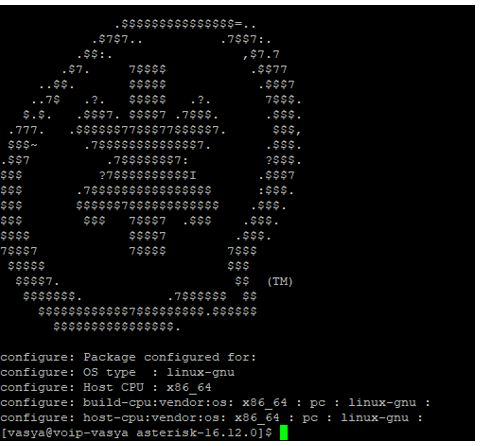 .$$$$$$$$$$$$$$$=..
            .$7$7..          .7$$7:.
          .$$:.                 ,$7.7
        .$7.     7$$$$           .$$77
     ..$$.       $$$$$            .$$$7
    ..7$   .?.   $$$$$   .?.       7$$$.
   $.$.   .$$$7. $$$$7 .7$$$.      .$$$.
 .777.   .$$$$$$77$$$77$$$$$7.      $$$,
 $$$~      .7$$$$$$$$$$$$$7.       .$$$.
.$$7          .7$$$$$$$7:          ?$$$.
$$$          ?7$$$$$$$$$$I        .$$$7
$$$       .7$$$$$$$$$$$$$$$$      :$$$.
$$$       $$$$$$7$$$$$$$$$$$$    .$$$.
$$$        $$$   7$$$7  .$$$    .$$$.
$$$$             $$$$7         .$$$.
7$$$7            7$$$$        7$$$
 $$$$$                        $$$
  $$$$7.                       $$  (TM)
   $$$$$$$.           .7$$$$$$  $$
     $$$$$$$$$$$$7$$$$$$$$$.$$$$$$
       $$$$$$$$$$$$$$$$.
configure: Package configured for:
configure: OS type  : linux-gnu
configure: Host CPU : x86_64
configure: build-cpu:vendor:os: x86_64 : pc : linux-gnu :
configure: host-cpu:vendor:os: x86_64 : pc : linux-gnu :
[vasya@voip-vasya asterisk-16.12.0]$